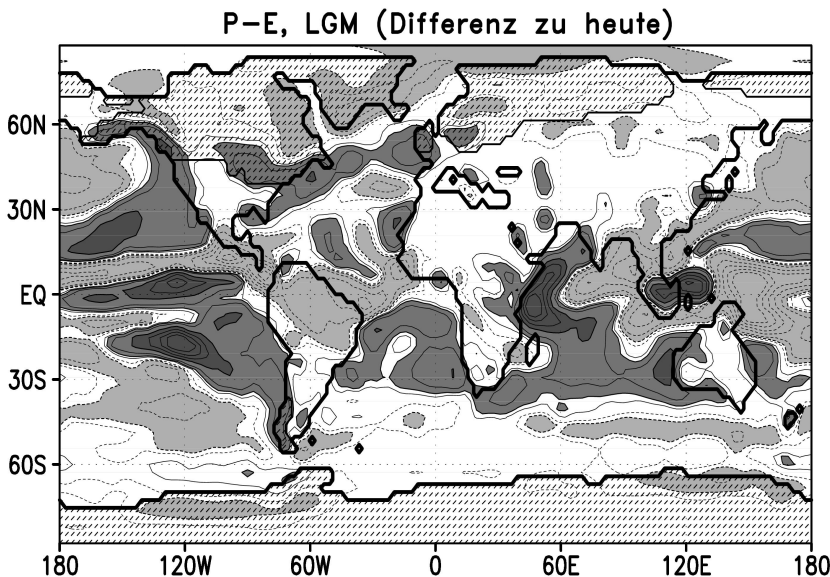 P-E, LGM (Differenz zu heute)
60N
30N
EQ
30S
60S
180 120W 60W 0 60E 120E 180